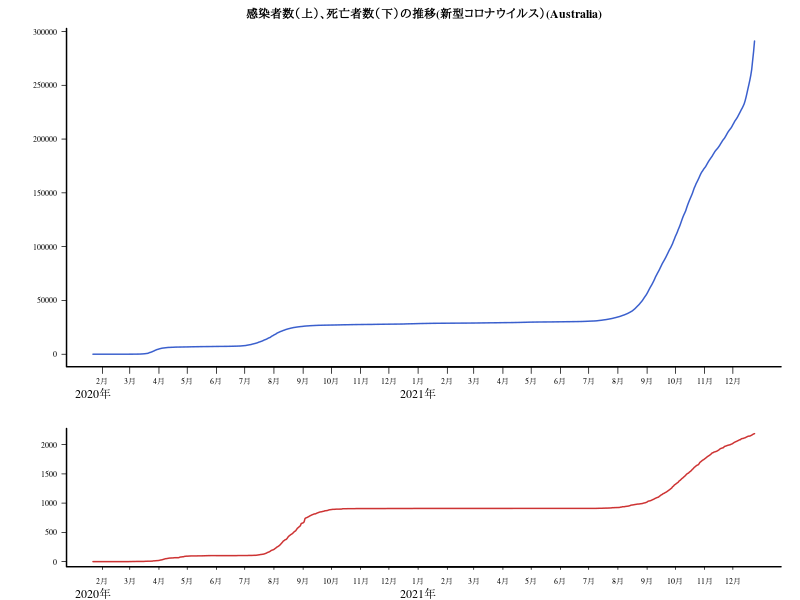 感染者数（上）、死亡者数（下）の推移(新型コロナウイルス）(Australia)
300000
250000
200000
150000
100000
50000
0
2月 3月 4月 5月 6月 7月 8月 9月 10月 11月 12月 1月 2月 3月 4月 5月 6月 7月 8月 9月 10月 11月 12月
2020年 2021年
2000
1500
1000
500
0
2月 3月 4月 5月 6月 7月 8月 9月 10月 11月 12月 1月 2月 3月 4月 5月 6月 7月 8月 9月 10月 11月 12月
2020年 2021年